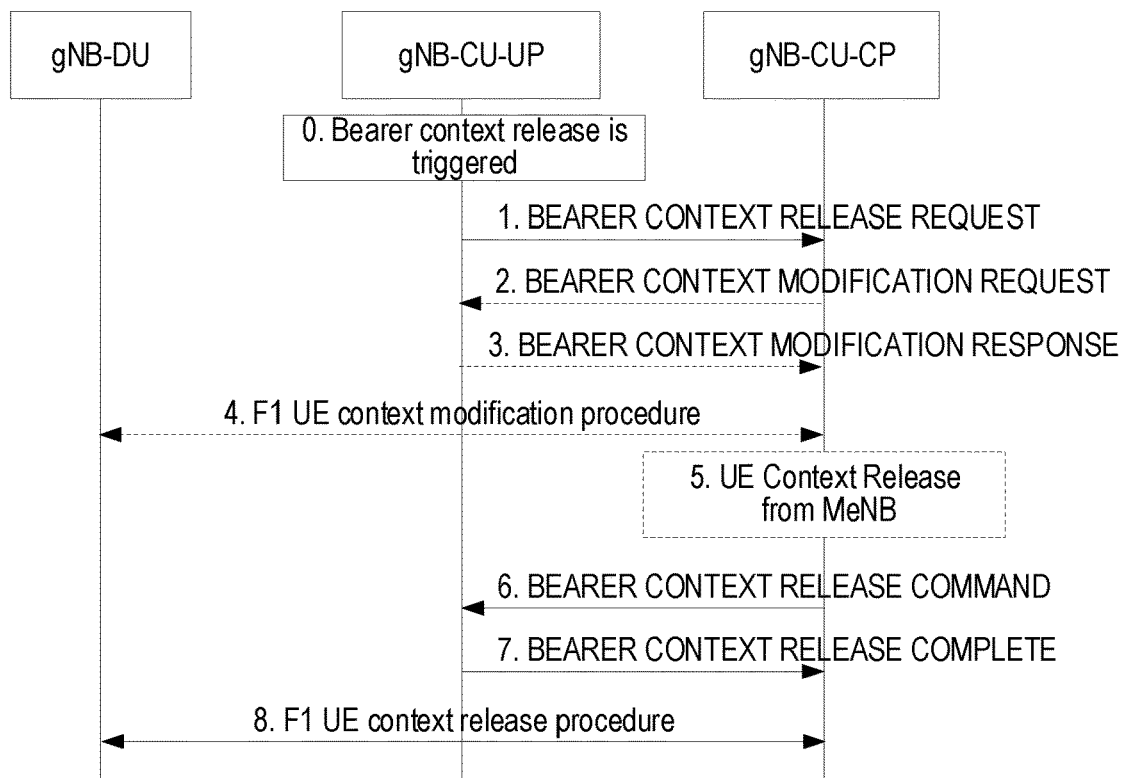 gNB-DU
gNB-CU-UP
gNB-CU-CP
0. Bearer context release is
triggered
1. BEARER CONTEXT RELEASE REQUEST
2. BEARER CONTEXT MODIFICATION REQUEST
3. BEARER CONTEXT MODIFICATION RESPONSE
4. F1 UE context modification procedure
5. UE Context Release
from MeNB
6. BEARER CONTEXT RELEASE COMMAND
7. BEARER CONTEXT RELEASE COMPLETE
8. F1 UE context release procedure